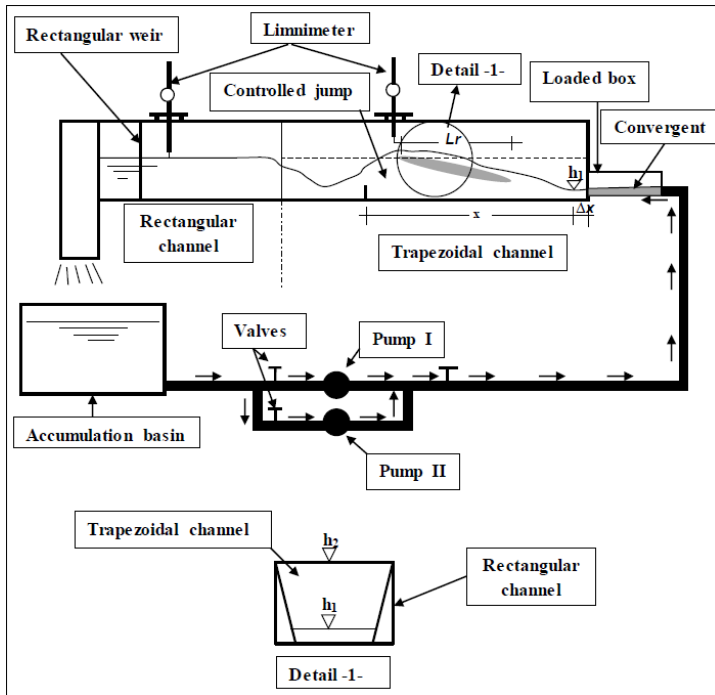 Rectangular weir
Limnimeter
Detail -1-
Controlled jump
Loaded box
Convergent
Lr
h1
x
Δx
Rectangular
channel
Trapezoidal channel
Valves
Pump I
Accumulation basin
Pump II
Trapezoidal
channel
h2
h1
Rectangular
channel
Detail -1-